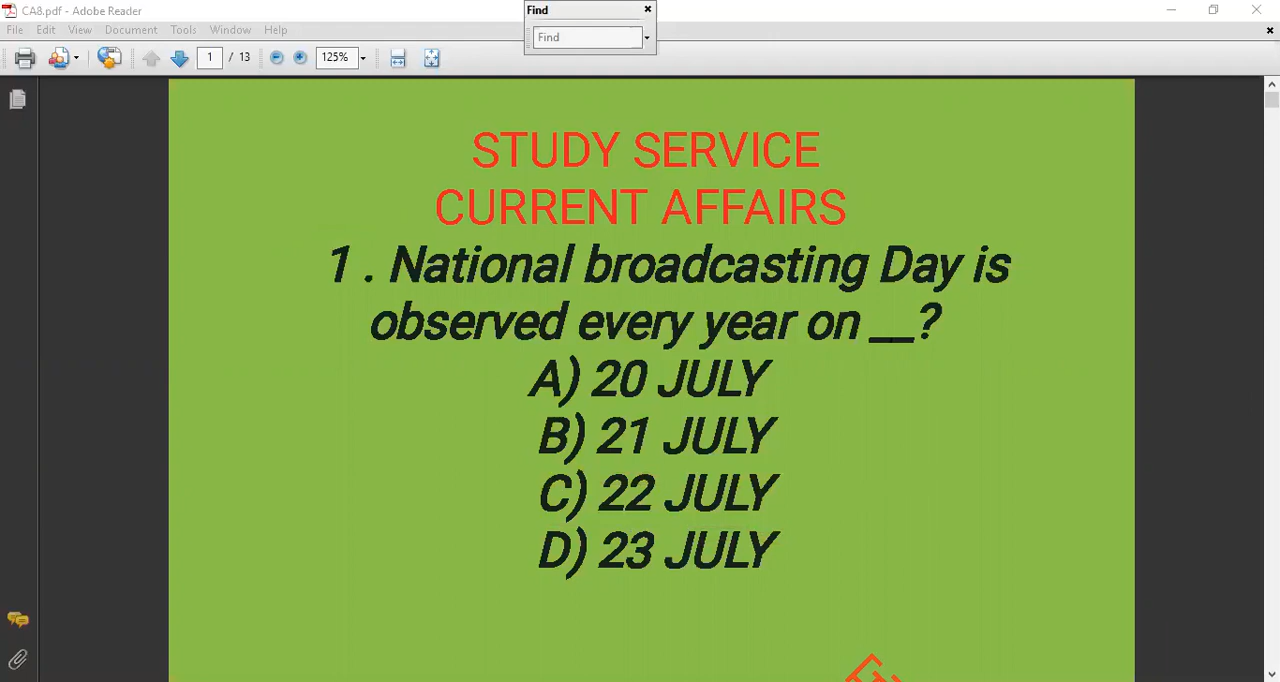 CA8.pdf - Adobe Reader
File Edit View Document Tools Window Help
Find
Find
1 / 13 125%
STUDY SERVICE
CURRENT AFFAIRS
1 . National broadcasting Day is
observed every year on __?
A) 20 JULY
B) 21 JULY
C) 22 JULY
D) 23 JULY